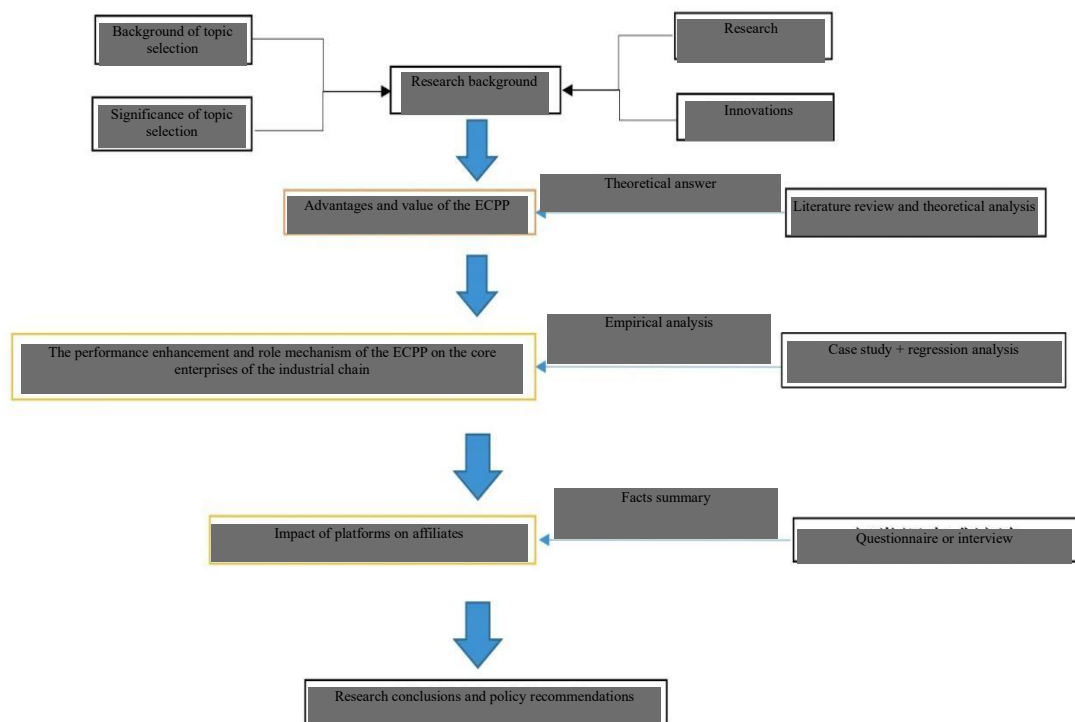 Background of topic
selection
Research
Research background
Significance of topic
selection
Innovations
Theoretical answer
Advantages and value of the ECPP
Literature review and theoretical analysis
Empirical analysis
The performance enhancement and role mechanism of the ECPP on the core
enterprises of the industrial chain
Case study + regression analysis
Facts summary
Impact of platforms on affiliates
Questionnaire or interview
Research conclusions and policy recommendations